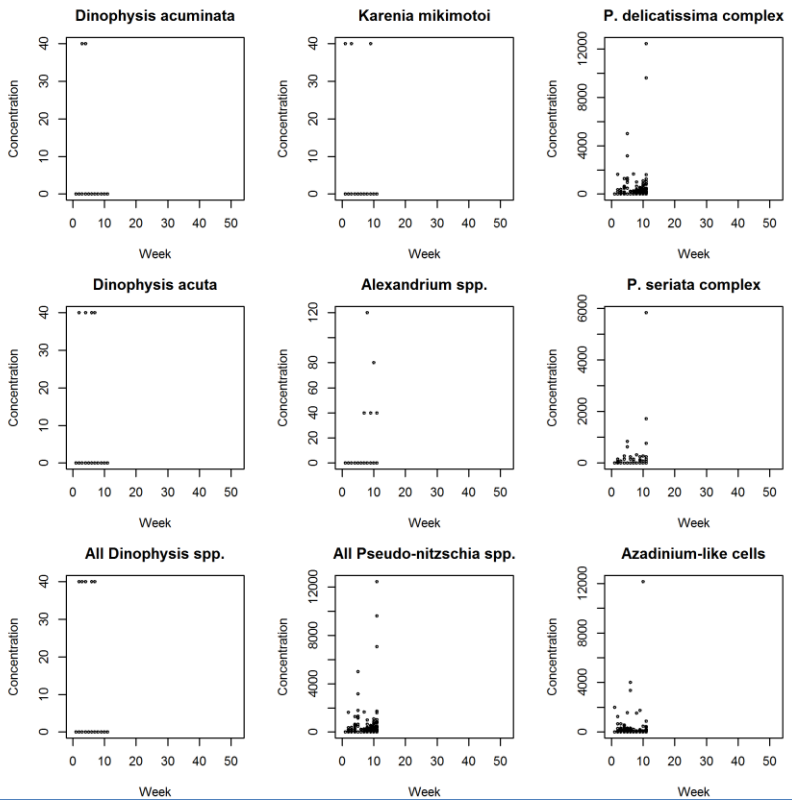 Dinophysis acuminata
Concentration
40
30
20
10
0
0 10 20 30 40 50
Week
Karenia mikimotoi
Concentration
40
30
20
10
0
0 10 20 30 40 50
Week
P. delicatissima complex
Concentration
12000
8000
4000
0
0 10 20 30 40 50
Week
Dinophysis acuta
Concentration
40
30
20
10
0
0 10 20 30 40 50
Week
Alexandrium spp.
Concentration
120
80
60
40
20
0
0 10 20 30 40 50
Week
P. seriata complex
Concentration
6000
4000
2000
0
0 10 20 30 40 50
Week
All Dinophysis spp.
Concentration
40
30
20
10
0
0 10 20 30 40 50
Week
All Pseudo-nitzschia spp.
Concentration
12000
8000
4000
0
0 10 20 30 40 50
Week
Azadinium-like cells
Concentration
12000
8000
4000
0
0 10 20 30 40 50
Week